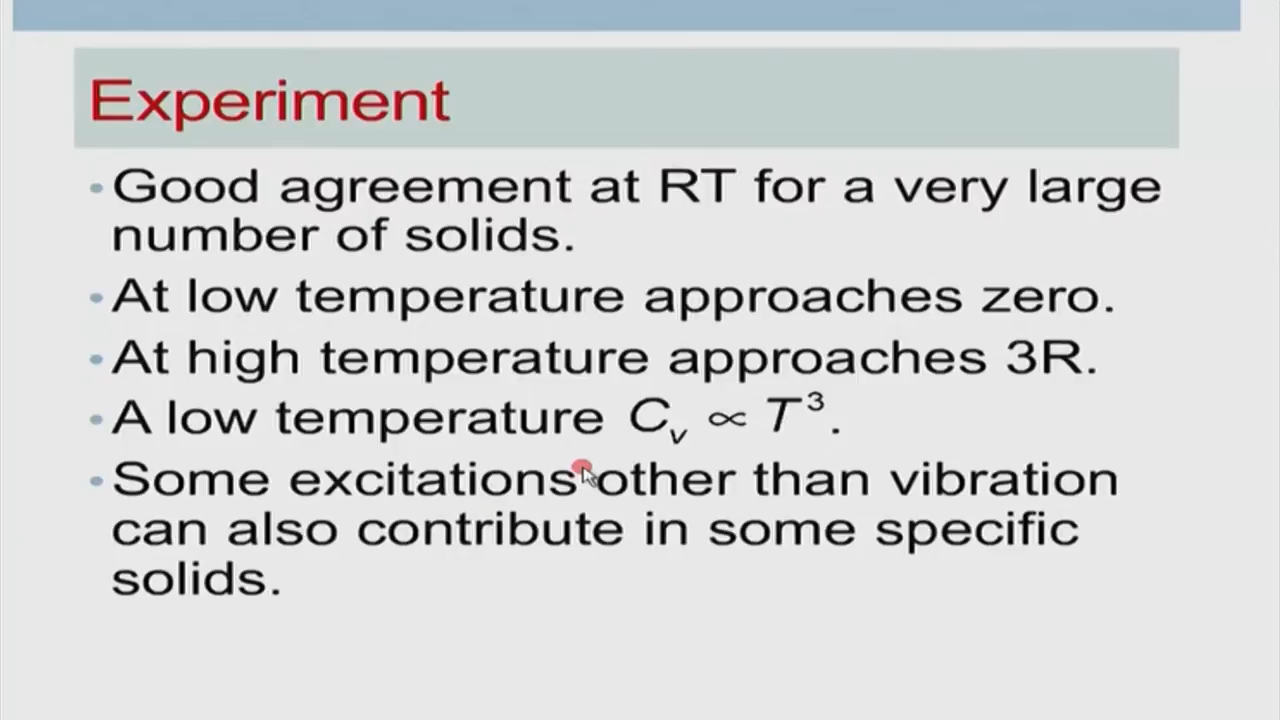 Experiment
• Good agreement at RT for a very large
number of solids.
• At low temperature approaches zero.
• At high temperature approaches 3R.
• A low temperature Cᵥ ∝ T³.
• Some excitations other than vibration
can also contribute in some specific
solids.